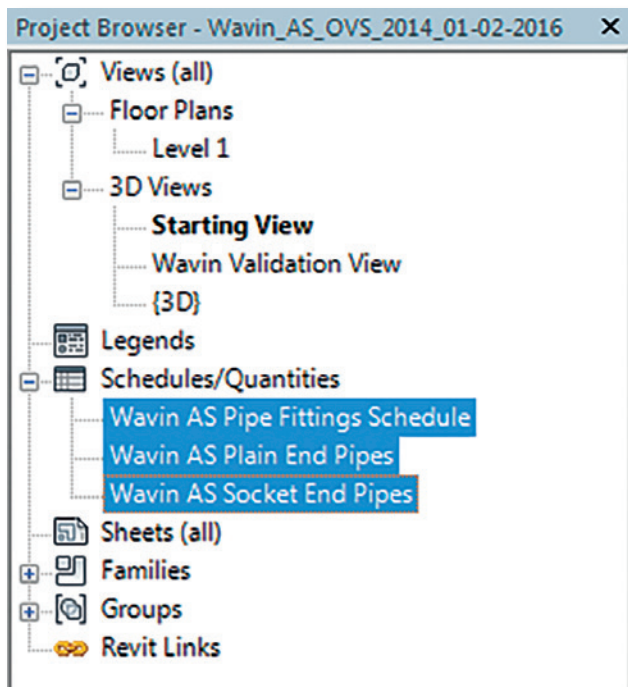 Project Browser - Wavin_AS_OVS_2014_01-02-2016
Views (all)
Floor Plans
Level 1
3D Views
Starting View
Wavin Validation View
{3D}
Legends
Schedules/Quantities
Wavin AS Pipe Fittings Schedule
Wavin AS Plain End Pipes
Wavin AS Socket End Pipes
Sheets (all)
Families
Groups
Revit Links